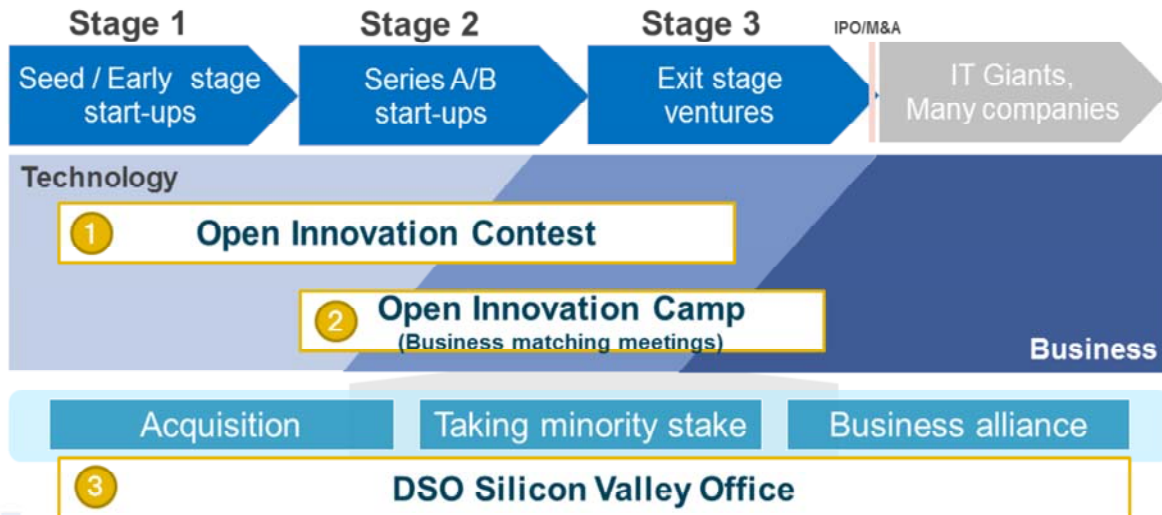 Stage 1
Stage 2
Stage 3
IPO/M&A
Seed / Early stage
start-ups
Series A/B
start-ups
Exit stage
ventures
IT Giants,
Many companies
Technology
1
Open Innovation Contest
2
Open Innovation Camp
(Business matching meetings)
Business
Acquisition
Taking minority stake
Business alliance
3
DSO Silicon Valley Office